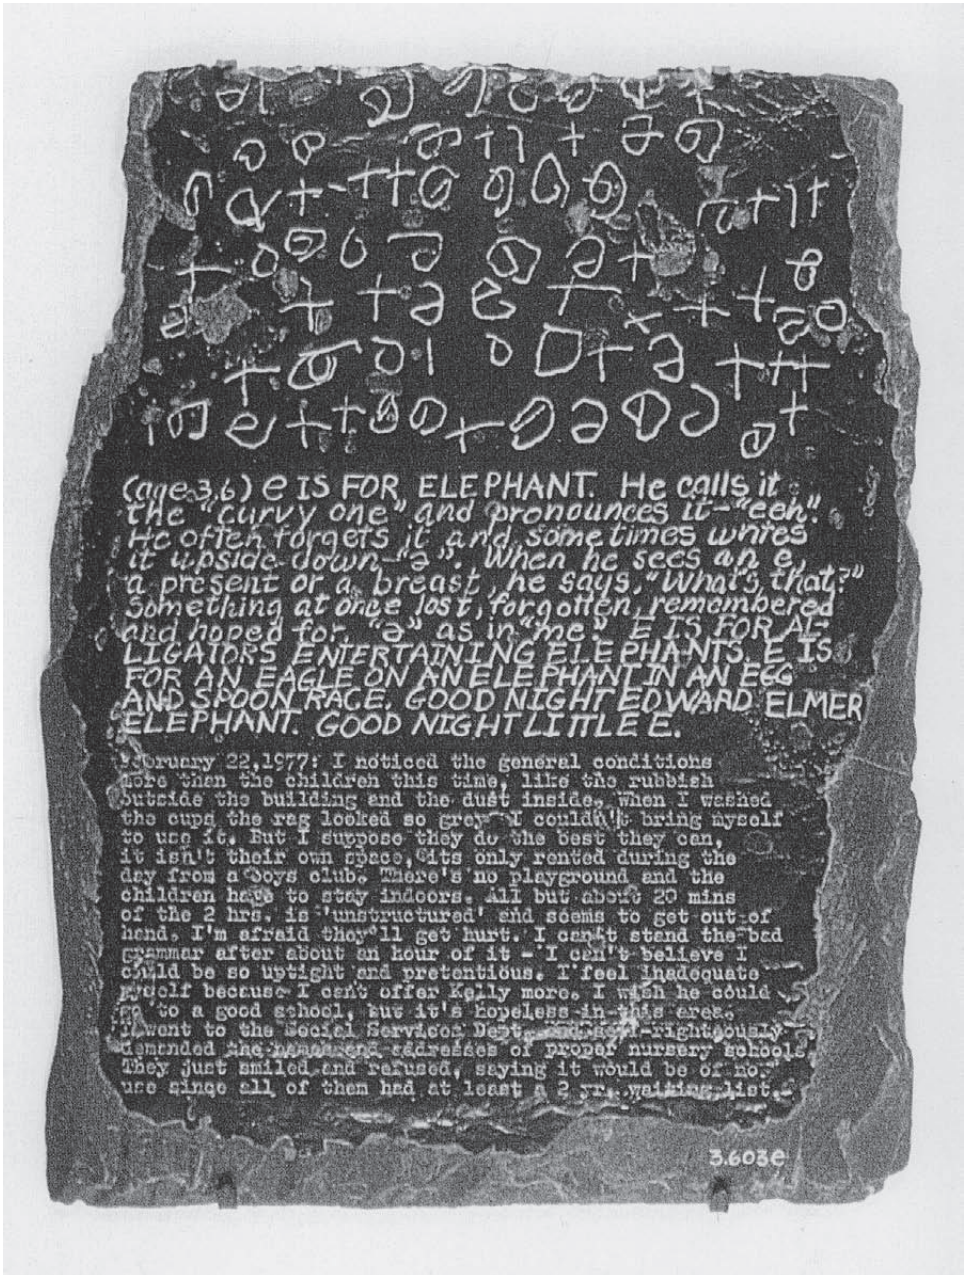 (age 3.6) e IS FOR ELEPHANT. He calls it
the "curvy one" and pronounces it - "eeh".
He often forgets it and sometimes writes
it upside-down - "ə". When he sees an e,
a present or a breast, he says, "What's that?"
Something at once lost, forgotten, remembered
and hoped for, "ə" as in "me". E IS FOR AL-
LIGATORS ENTERTAINING ELEPHANTS. E IS
FOR AN EAGLE ON AN ELEPHANT IN AN EGG
AND SPOON RACE. GOOD NIGHT EDWARD ELMER
ELEPHANT. GOOD NIGHT LITTLE E.
February 22,1977: I noticed the general conditions
more than the children this time, like the rubbish
outside the building and the dust inside. When I washed
the cups the rag looked so grey I couldn't bring myself
to use it. But I suppose they do the best they can,
it isn't their own space, its only rented during the
day from a boys club. There's no playground and the
children have to stay indoors. All but about 20 mins
of the 2 hrs. is 'unstructured' and seems to get out of
hand. I'm afraid they'll get hurt. I can't stand the bad
grammar after about an hour of it - I can't believe I
could be so uptight and pretentious. I feel inadequate
myself because I can't offer Kelly more. I wish he could
go to a good school, but it's hopeless in this area.
I went to the Social Services Dept. and self-righteously
demanded the names and addresses of proper nursery schools.
They just smiled and refused, saying it would be of no
use since all of them had at least a 2 yr. waiting list.
3.603e